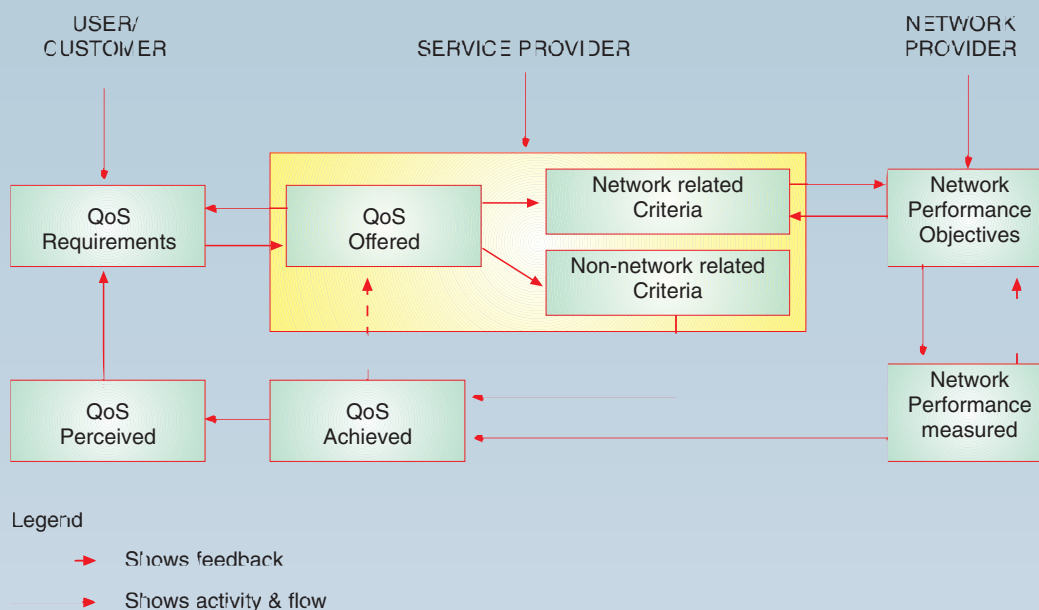 USER/
CUSTOMER
SERVICE PROVIDER
NETWORK
PROVIDER
QoS
Requirements
QoS
Offered
Network related
Criteria
Non-network related
Criteria
Network
Performance
Objectives
QoS
Perceived
QoS
Achieved
Network
Performance
measured
Legend
Shows feedback
Shows activity & flow